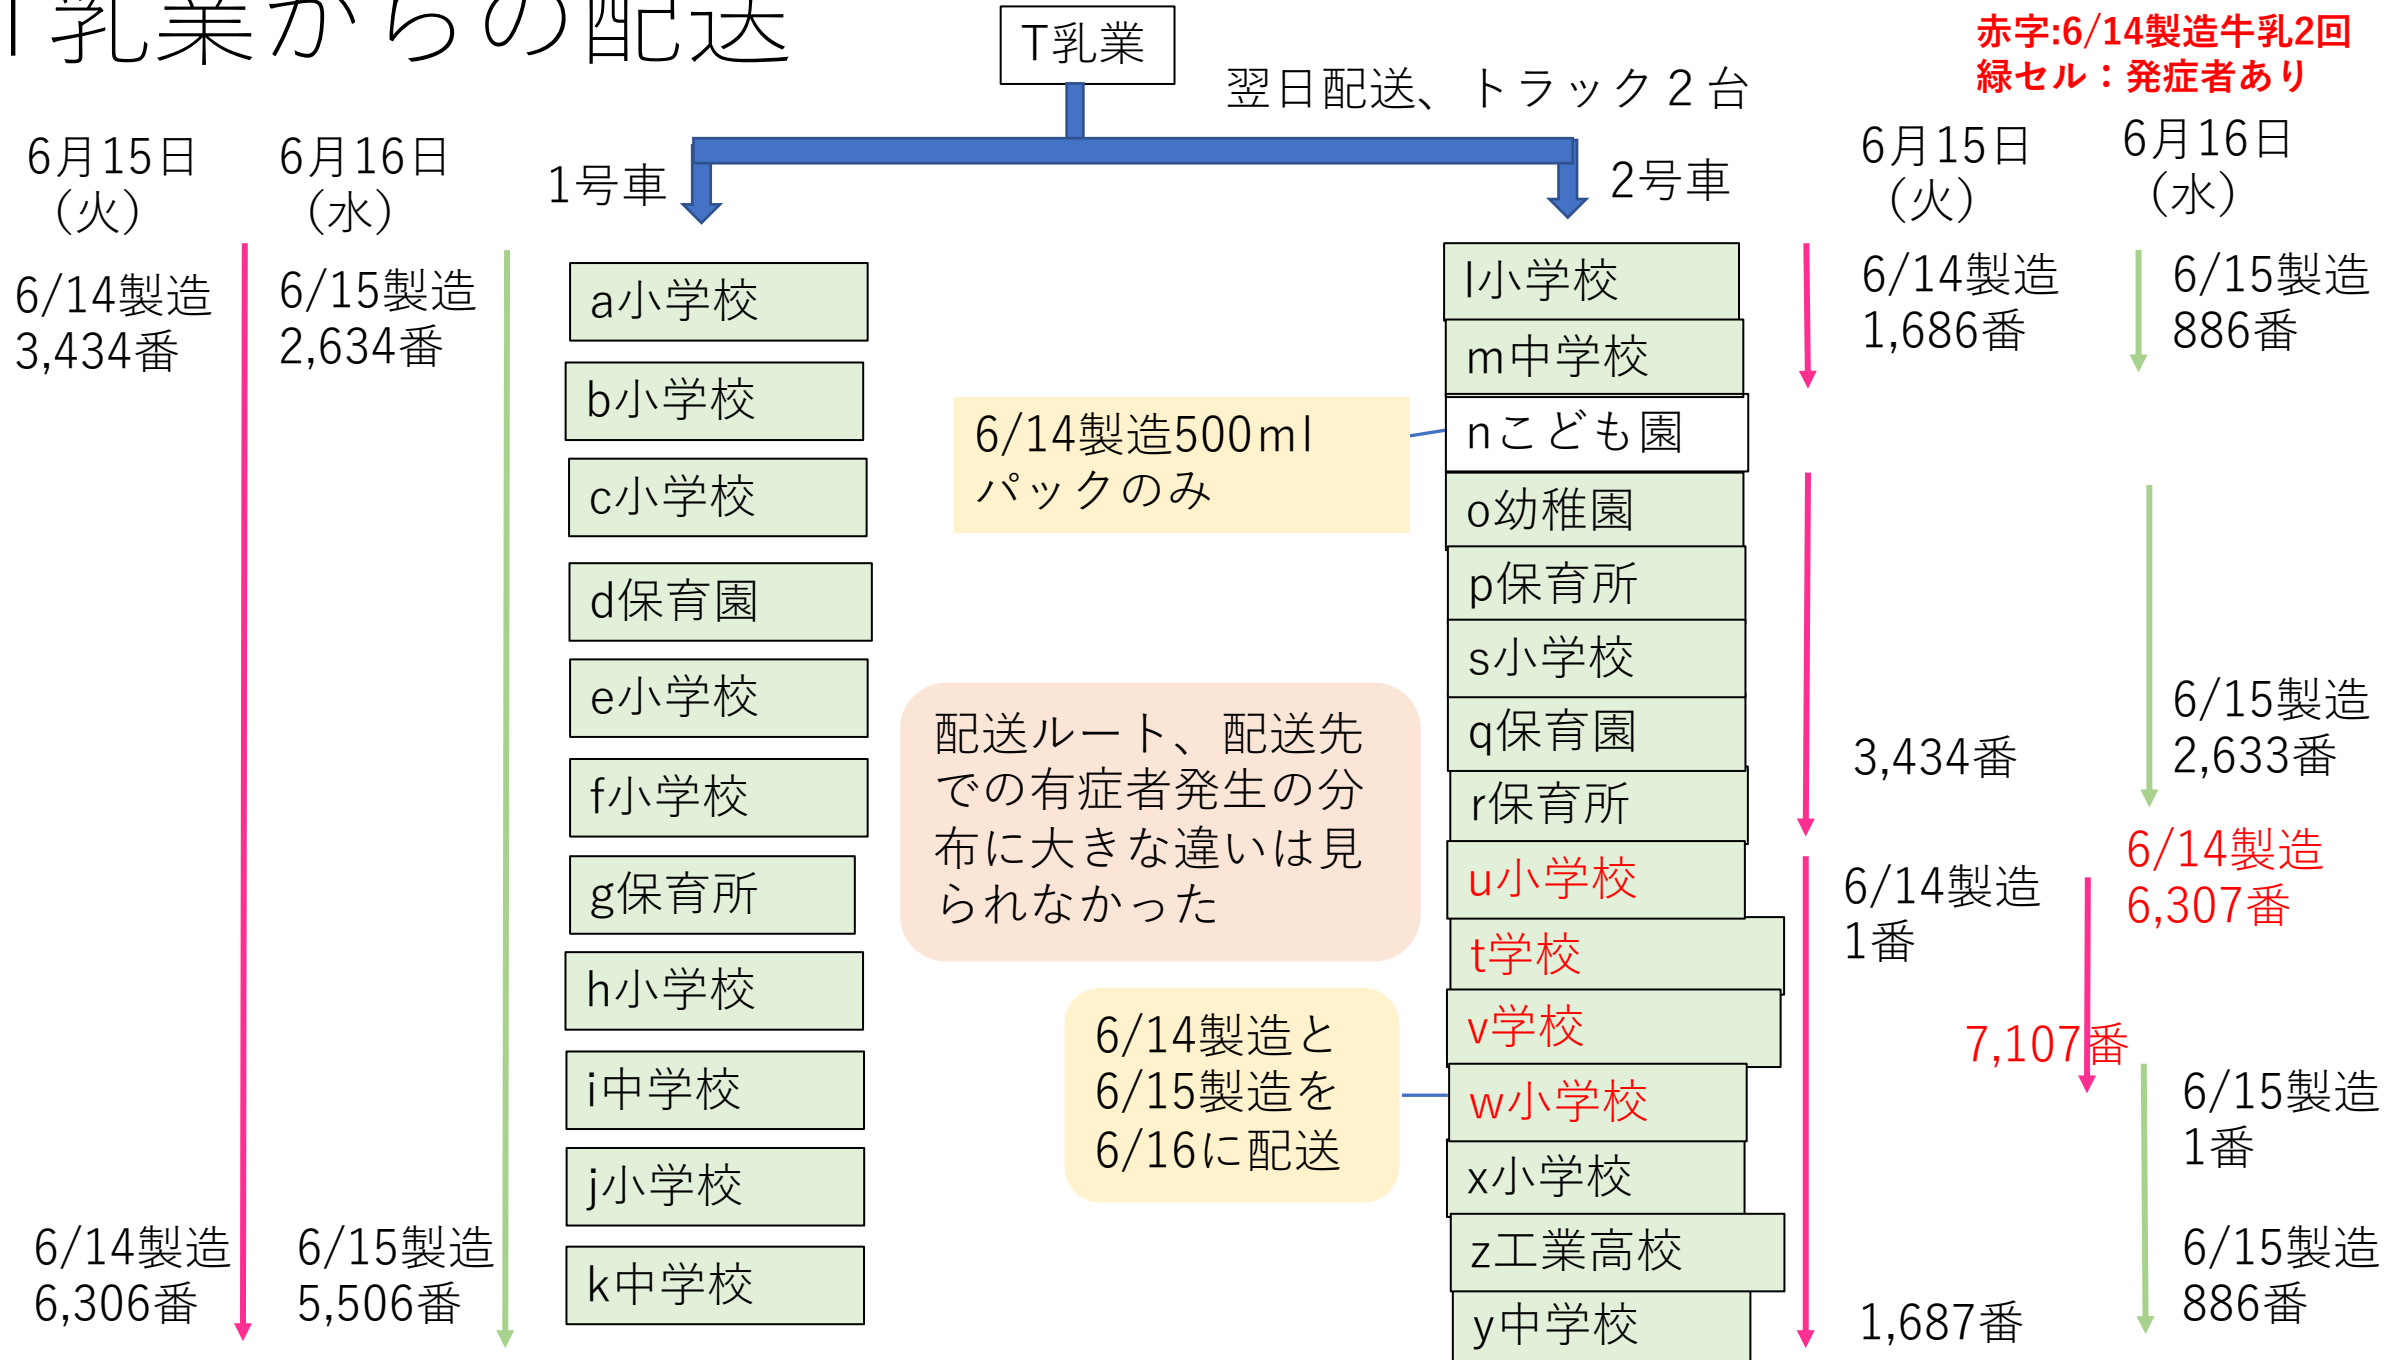 T乳業からの配送
T乳業
翌日配送、トラック２台
赤字:6/14製造牛乳2回
緑セル：発症者あり
6月15日
（火）
6月16日
（水）
1号車
2号車
6月15日
（火）
6月16日
（水）
6/14製造
3,434番
6/15製造
2,634番
a小学校
b小学校
c小学校
d保育園
e小学校
f小学校
g保育所
h小学校
i中学校
j小学校
k中学校
6/14製造
6,306番
6/15製造
5,506番
6/14製造500ml
パックのみ
配送ルート、配送先
での有症者発生の分
布に大きな違いは見
られなかった
6/14製造と
6/15製造を
6/16に配送
l小学校
m中学校
nこども園
o幼稚園
p保育所
s小学校
q保育園
r保育所
u小学校
t学校
v学校
w小学校
x小学校
z工業高校
y中学校
6/14製造
1,686番
6/15製造
886番
3,434番
6/15製造
2,633番
6/14製造
1番
6/14製造
6,307番
7,107番
6/15製造
1番
6/15製造
886番
1,687番